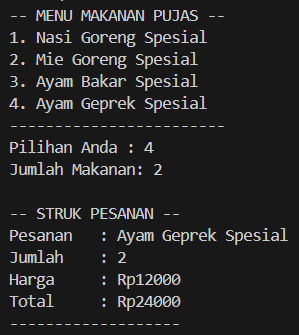 -- MENU MAKANAN PUJAS --
1. Nasi Goreng Spesial
2. Mie Goreng Spesial
3. Ayam Bakar Spesial
4. Ayam Geprek Spesial
------------------------
Pilihan Anda : 4
Jumlah Makanan: 2

-- STRUK PESANAN --
Pesanan   : Ayam Geprek Spesial
Jumlah    : 2
Harga     : Rp12000
Total     : Rp24000
-------------------